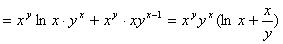 = x^y ln x · y^x + x^y · xy^{x−1} = x^y y^x (ln x + x/y)